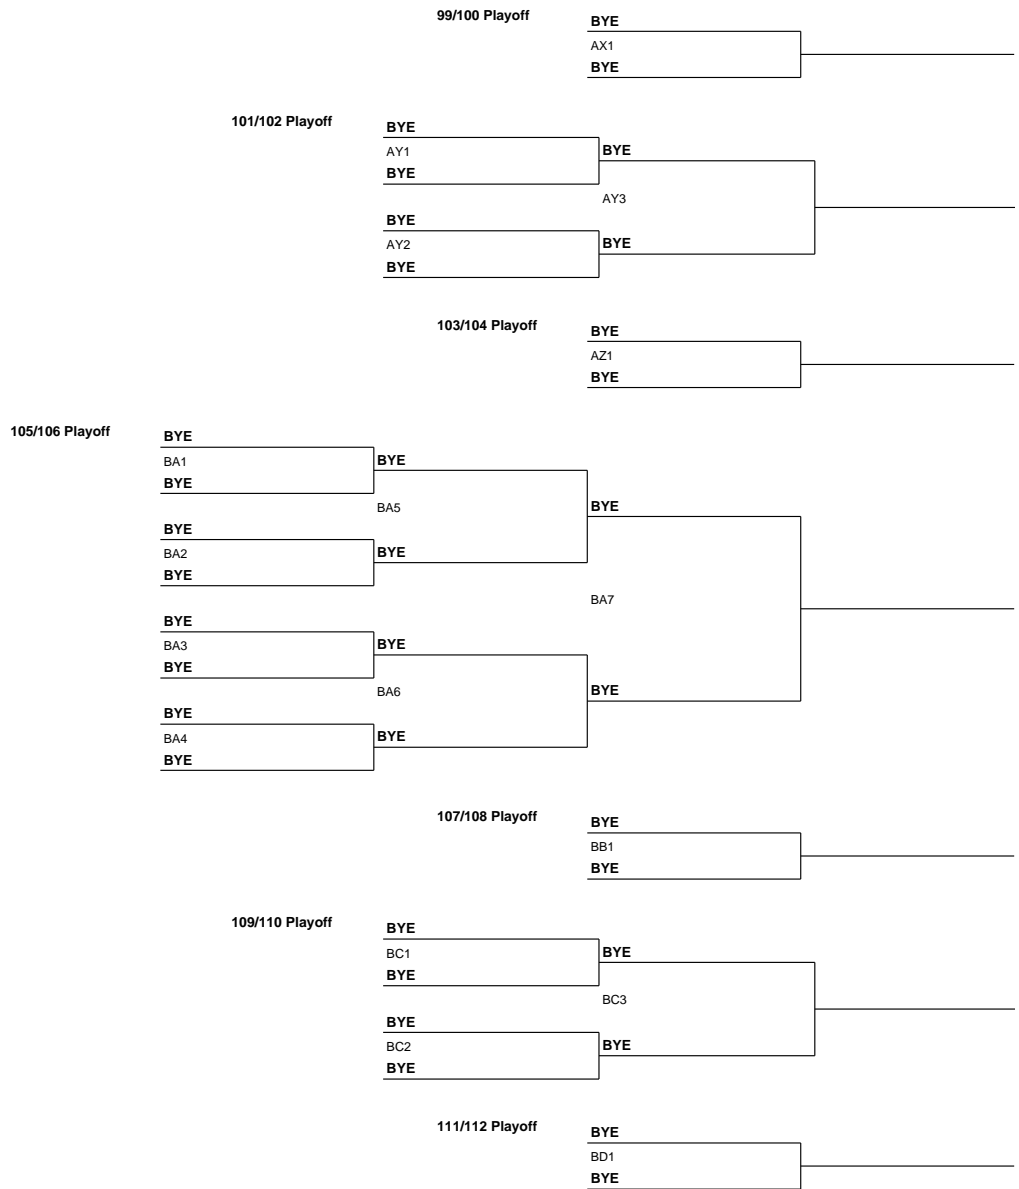 99/100 Playoff
BYE
AX1
BYE
101/102 Playoff
BYE
AY1
BYE
BYE
AY3
BYE
AY2
BYE
BYE
103/104 Playoff
BYE
AZ1
BYE
105/106 Playoff
BYE
BA1
BYE
BYE
BA5
BYE
BYE
BA2
BYE
BYE
BA7
BYE
BA3
BYE
BYE
BA6
BYE
BYE
BA4
BYE
BYE
107/108 Playoff
BYE
BB1
BYE
109/110 Playoff
BYE
BC1
BYE
BYE
BC3
BYE
BC2
BYE
BYE
111/112 Playoff
BYE
BD1
BYE